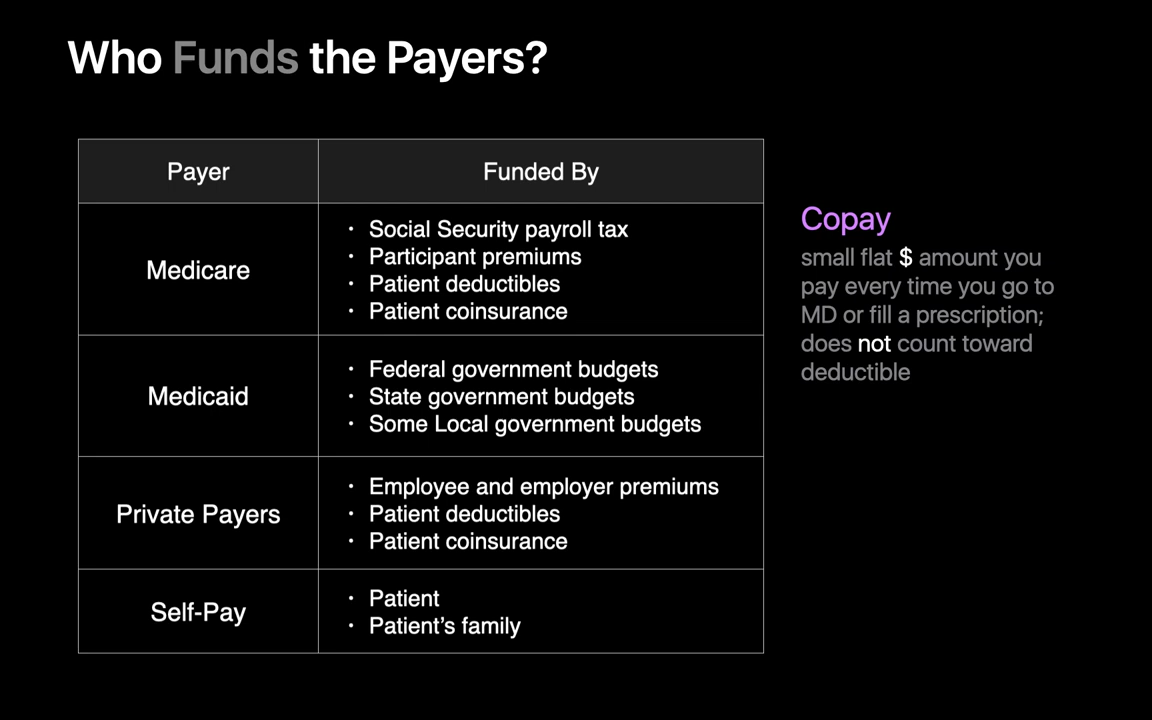 Who Funds the Payers?
Payer
Funded By
Medicare
· Social Security payroll tax
· Participant premiums
· Patient deductibles
· Patient coinsurance
Medicaid
· Federal government budgets
· State government budgets
· Some Local government budgets
Private Payers
· Employee and employer premiums
· Patient deductibles
· Patient coinsurance
Self-Pay
· Patient
· Patient’s family
Copay
small flat $ amount you
pay every time you go to
MD or fill a prescription;
does not count toward
deductible